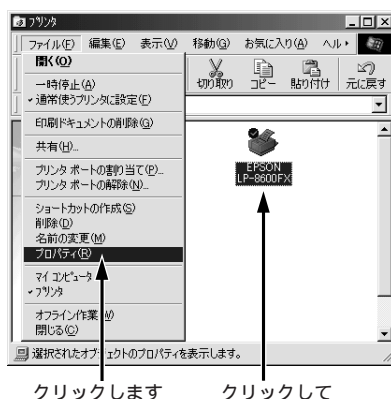 プリンタ
ファイル(F) 編集(E) 表示(V) 移動(G) お気に入り(A) ヘル
開く(O)
一時停止(A)
通常使うプリンタに設定(F)
印刷ドキュメントの削除(G)
共有(H)...
プリンタ ポートの割り当て(P)...
プリンタ ポートの解除(N)...
ショートカットの作成(S)
削除(D)
名前の変更(M)
プロパティ(R)
マイ コンピュータ
プリンタ
オフライン作業(W)
閉じる(C)
切り取り コピー 貼り付け 元に戻す
EPSON
LP-8600FX
選択されたオブジェクトのプロパティを表示します。
クリックします クリックして